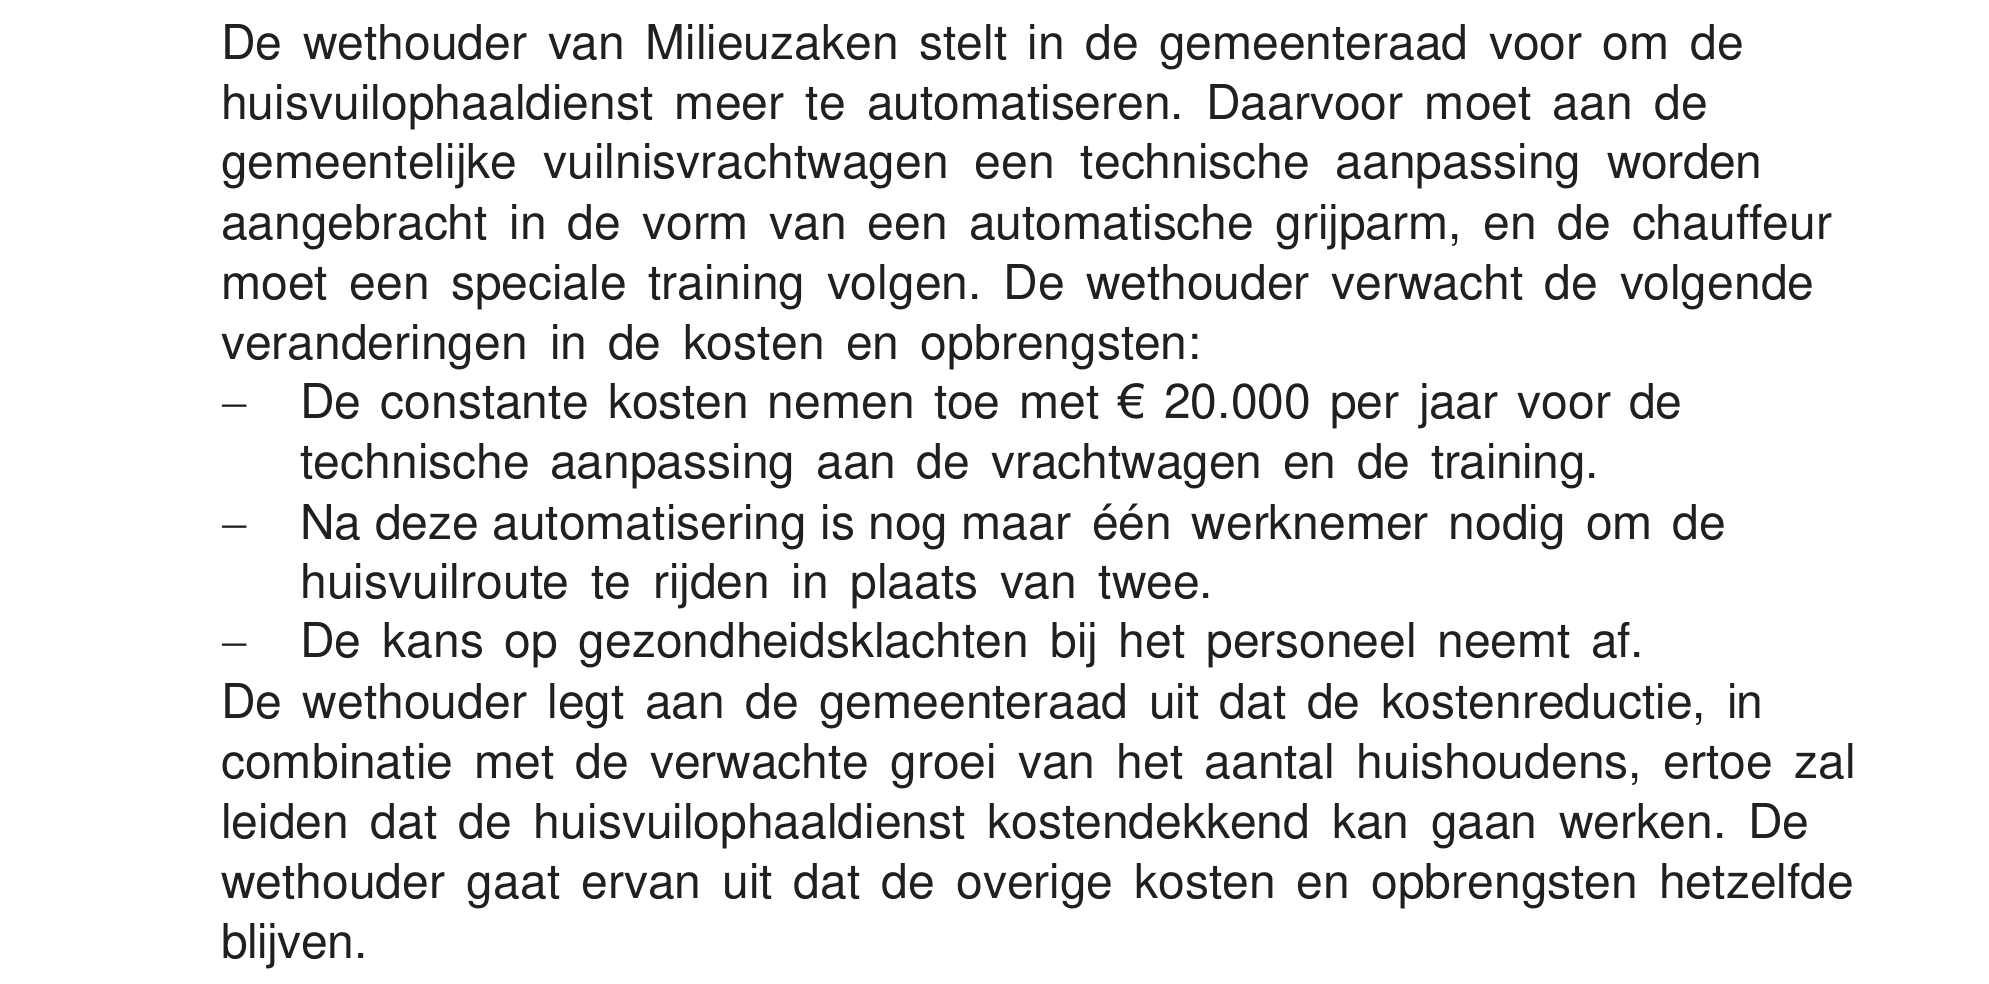 De wethouder van Milieuzaken stelt in de gemeenteraad voor om de
huisvuilophaaldienst meer te automatiseren. Daarvoor moet aan de
gemeentelijke vuilnisvrachtwagen een technische aanpassing worden
aangebracht in de vorm van een automatische grijparm, en de chauffeur
moet een speciale training volgen. De wethouder verwacht de volgende
veranderingen in de kosten en opbrengsten:
– De constante kosten nemen toe met € 20.000 per jaar voor de
technische aanpassing aan de vrachtwagen en de training.
– Na deze automatisering is nog maar één werknemer nodig om de
huisvuilroute te rijden in plaats van twee.
– De kans op gezondheidsklachten bij het personeel neemt af.
De wethouder legt aan de gemeenteraad uit dat de kostenreductie, in
combinatie met de verwachte groei van het aantal huishoudens, ertoe zal
leiden dat de huisvuilophaaldienst kostendekkend kan gaan werken. De
wethouder gaat ervan uit dat de overige kosten en opbrengsten hetzelfde
blijven.